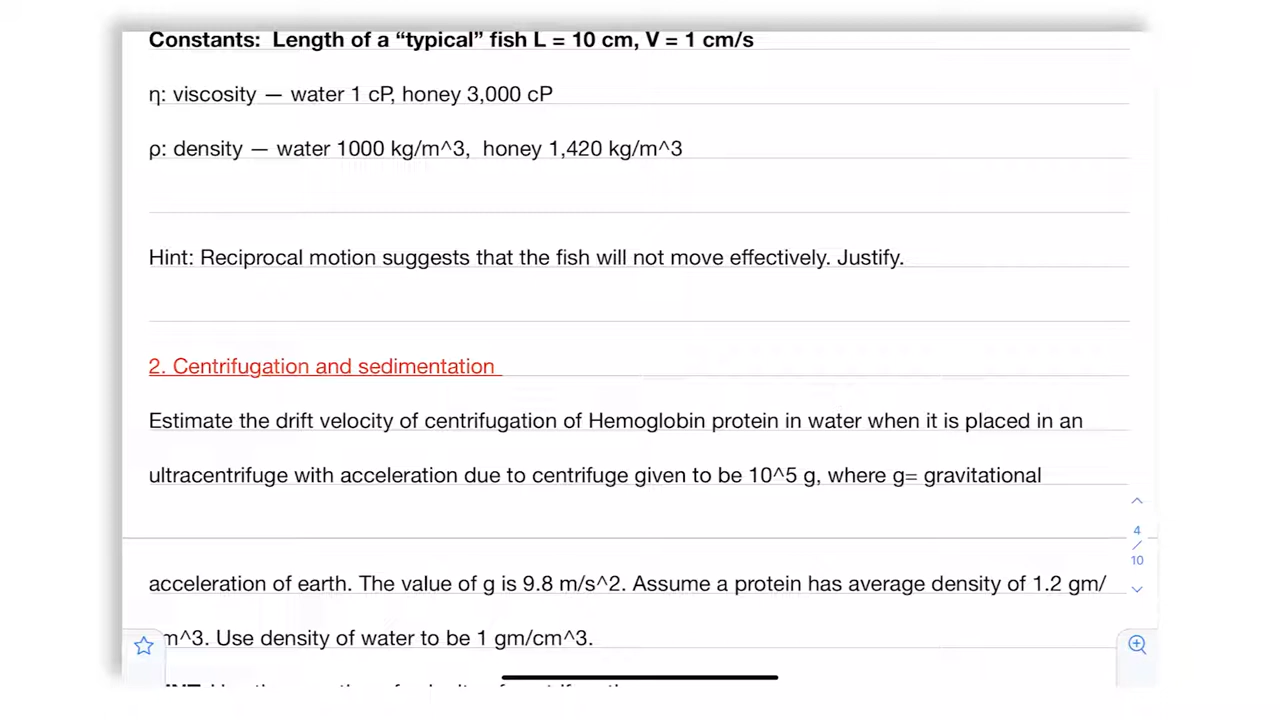 Constants: Length of a “typical” fish L = 10 cm, V = 1 cm/s
η: viscosity — water 1 cP, honey 3,000 cP
ρ: density — water 1000 kg/m^3, honey 1,420 kg/m^3
Hint: Reciprocal motion suggests that the fish will not move effectively. Justify.
2. Centrifugation and sedimentation
Estimate the drift velocity of centrifugation of Hemoglobin protein in water when it is placed in an
ultracentrifuge with acceleration due to centrifuge given to be 10^5 g, where g= gravitational
4
/
10
acceleration of earth. The value of g is 9.8 m/s^2. Assume a protein has average density of 1.2 gm/
m^3. Use density of water to be 1 gm/cm^3.